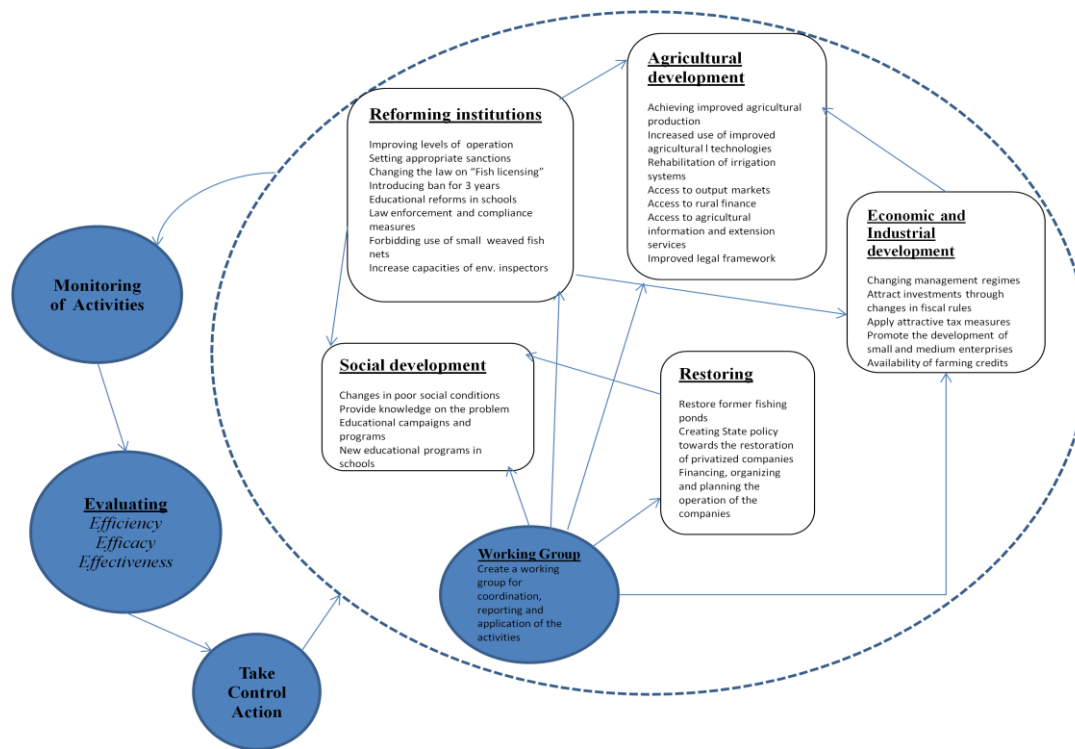 Agricultural
development
Achieving improved agricultural
production
Increased use of improved
agricultural l technologies
Rehabilitation of irrigation
systems
Access to output markets
Access to rural finance
Access to agricultural
information and extension
services
Improved legal framework
Reforming institutions
Improving levels of operation
Setting appropriate sanctions
Changing the law on “Fish licensing”
Introducing ban for 3 years
Educational reforms in schools
Law enforcement and compliance
measures
Forbidding use of small weaved fish
nets
Increase capacities of env. inspectors
Economic and
Industrial
development
Changing management regimes
Attract investments through
changes in fiscal rules
Apply attractive tax measures
Promote the development of
small and medium enterprises
Availability of farming credits
Monitoring
of Activities
Social development
Changes in poor social conditions
Provide knowledge on the problem
Educational campaigns and
programs
New educational programs in
schools
Restoring
Restore former fishing
ponds
Creating State policy
towards the restoration
of privatized companies
Financing, organizing
and planning the
operation of the
companies
Evaluating
Efficiency
Efficacy
Effectiveness
Working Group
Create a working
group for
coordination,
reporting and
application of the
activities
Take
Control
Action